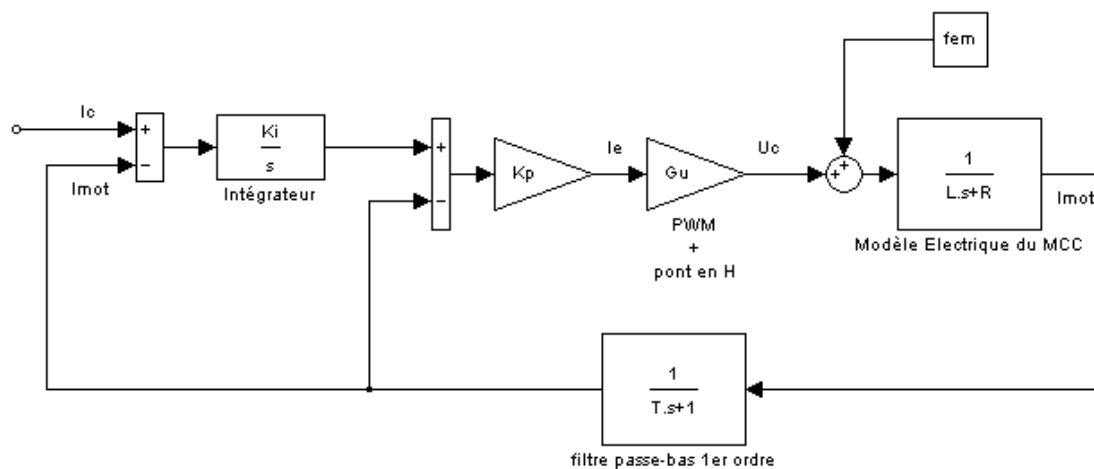 fem
Ic
+
−
Imot
Ki
s
Intégrateur
+
−
Kp
Ie
Gu
PWM
+
pont en H
Uc
+
+
1
L.s+R
Modèle Electrique du MCC
Imot
1
T.s+1
filtre passe-bas 1er ordre